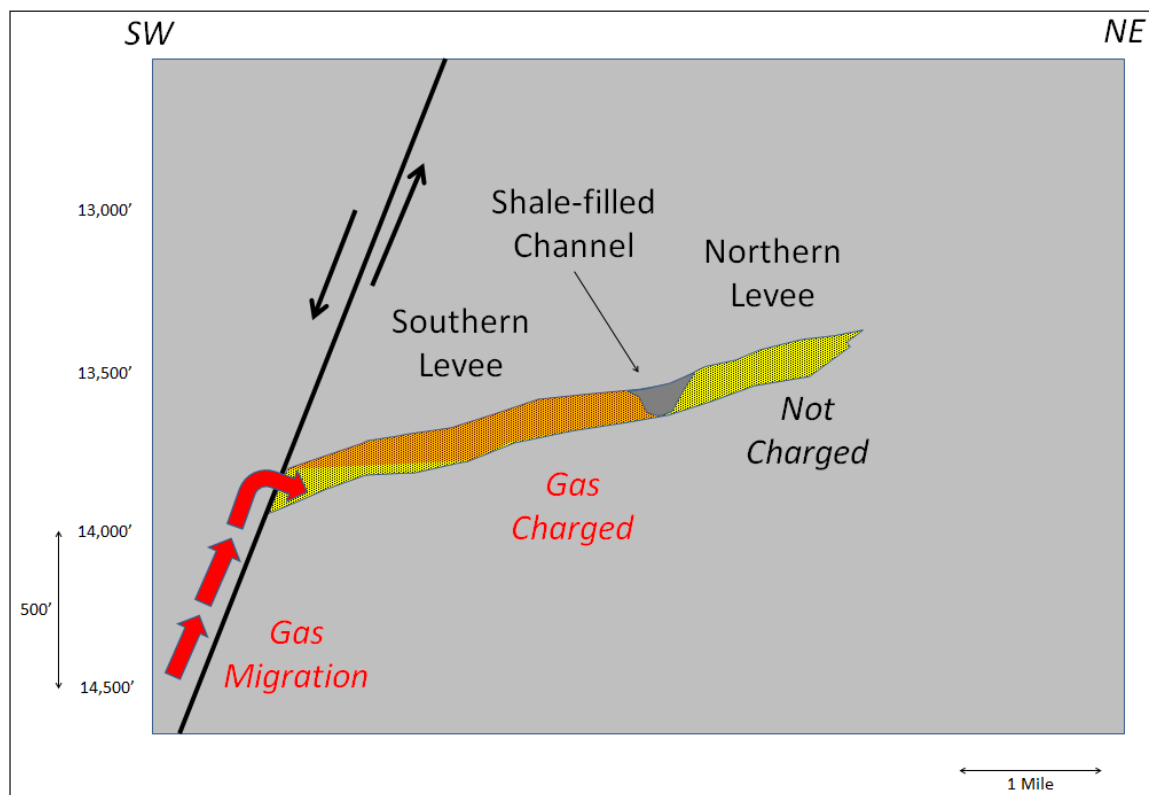 SW
NE
13,000’
Shale-filled
Channel
Northern
Levee
Southern
Levee
13,500’
Not
Charged
Gas
Charged
14,000’
500’
Gas
Migration
14,500’
1 Mile